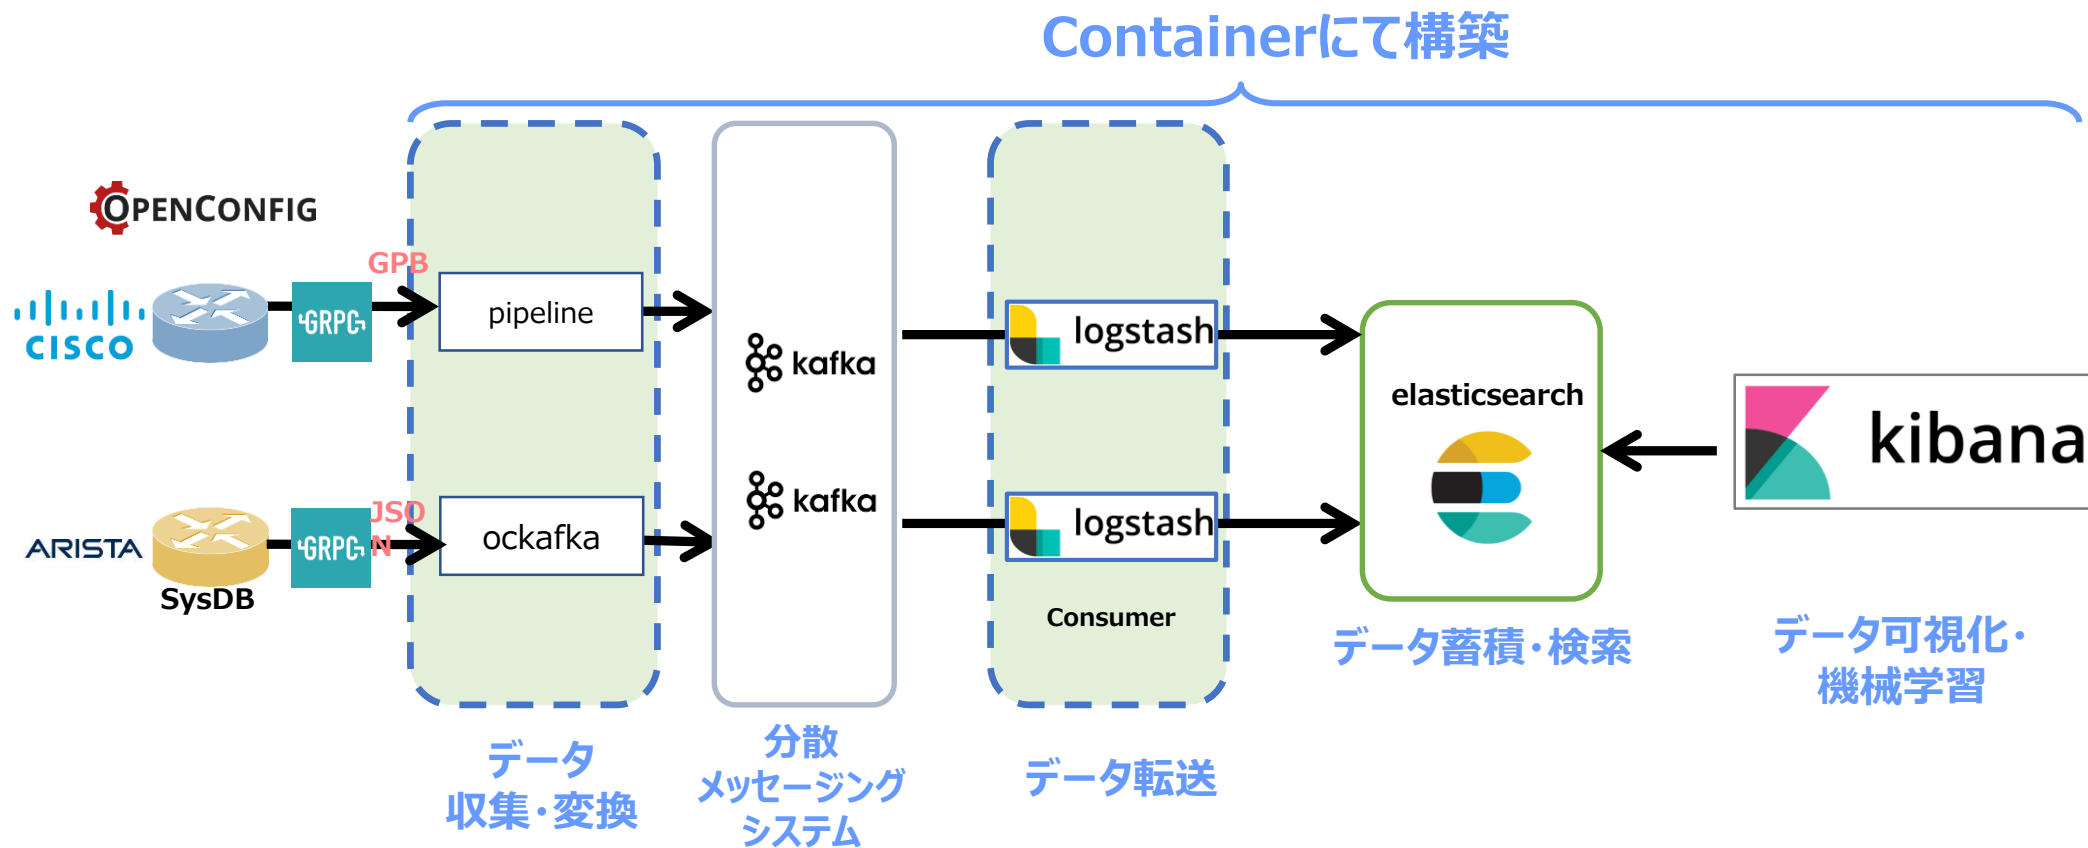 Containerにて構築
OPENCONFIG
GPB
CISCO
GRPC
pipeline
kafka
logstash
elasticsearch
kibana
ARISTA
SysDB
GRPC
JSO
N
ockafka
kafka
logstash
Consumer
データ
収集・変換
分散
メッセージング
システム
データ転送
データ蓄積・検索
データ可視化・
機械学習